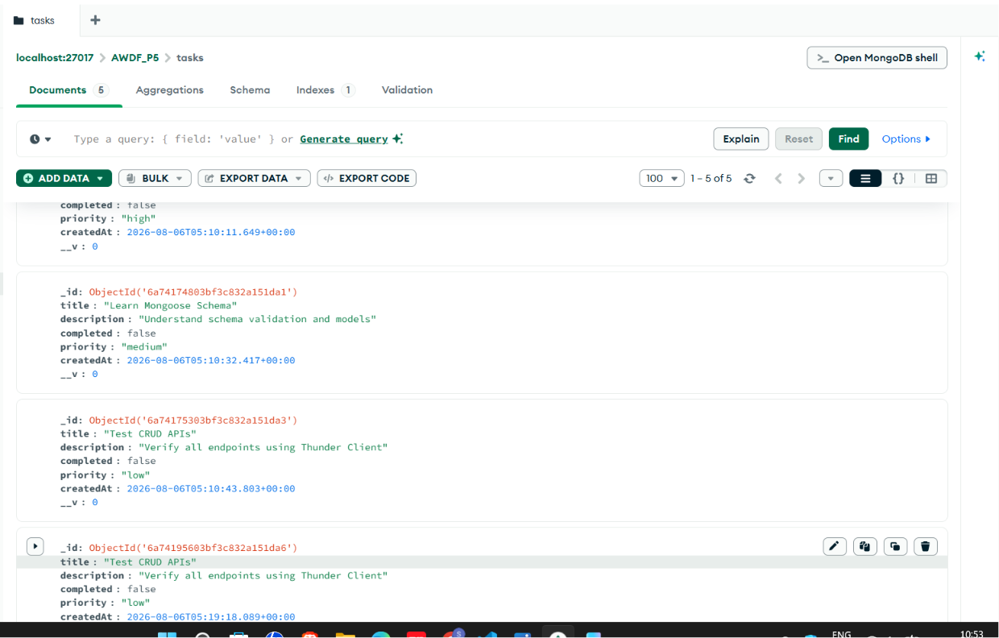 tasks
localhost:27017 > AWDF_P5 > tasks
>_ Open MongoDB shell
Documents 5 Aggregations Schema Indexes 1 Validation
Type a query: { field: 'value' } or Generate query
Explain Reset Find Options
ADD DATA BULK EXPORT DATA </> EXPORT CODE
100 1 – 5 of 5 {}
completed : false
priority : "high"
createdAt : 2026-08-06T05:10:11.649+00:00
__v : 0
_id: ObjectId('6a74174803bf3c832a151da1')
title : "Learn Mongoose Schema"
description : "Understand schema validation and models"
completed : false
priority : "medium"
createdAt : 2026-08-06T05:10:32.417+00:00
__v : 0
_id: ObjectId('6a74175303bf3c832a151da3')
title : "Test CRUD APIs"
description : "Verify all endpoints using Thunder Client"
completed : false
priority : "low"
createdAt : 2026-08-06T05:10:43.803+00:00
__v : 0
_id: ObjectId('6a74195603bf3c832a151da6')
title : "Test CRUD APIs"
description : "Verify all endpoints using Thunder Client"
completed : false
priority : "low"
createdAt : 2026-08-06T05:19:18.089+00:00
S
ENG
10:53